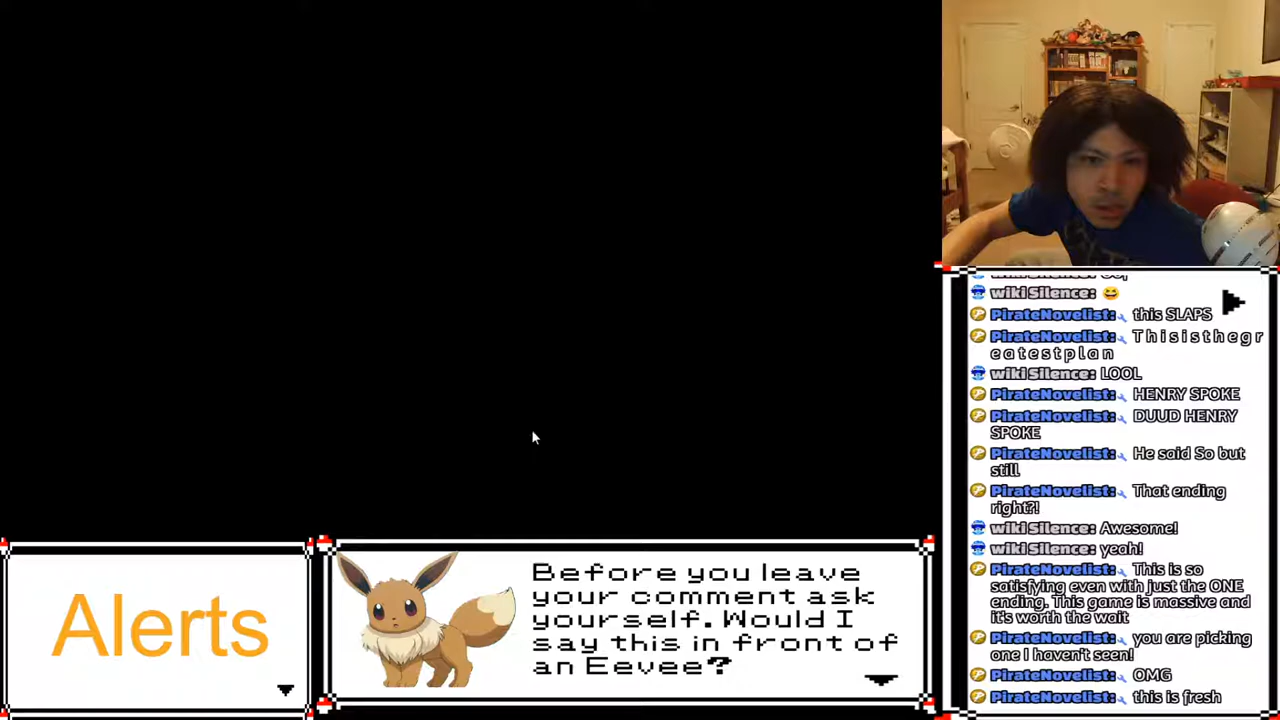 wiki Silence: 😆
PirateNovelist: this SLAPS
PirateNovelist: T h i s i s t h e g r
e a t e s t p l a n
wiki Silence: LOOL
PirateNovelist: HENRY SPOKE
PirateNovelist: DUUD HENRY
SPOKE
PirateNovelist: He said So but
still
PirateNovelist: That ending
right?!
wiki Silence: Awesome!
wiki Silence: yeah!
PirateNovelist: This is so
satisfying even with just the ONE
ending. This game is massive and
it's worth the wait
PirateNovelist: you are picking
one I haven't seen!
PirateNovelist: OMG
PirateNovelist: this is fresh
Alerts
Before you leave
your comment ask
yourself. Would I
say this in front of
an Eevee?